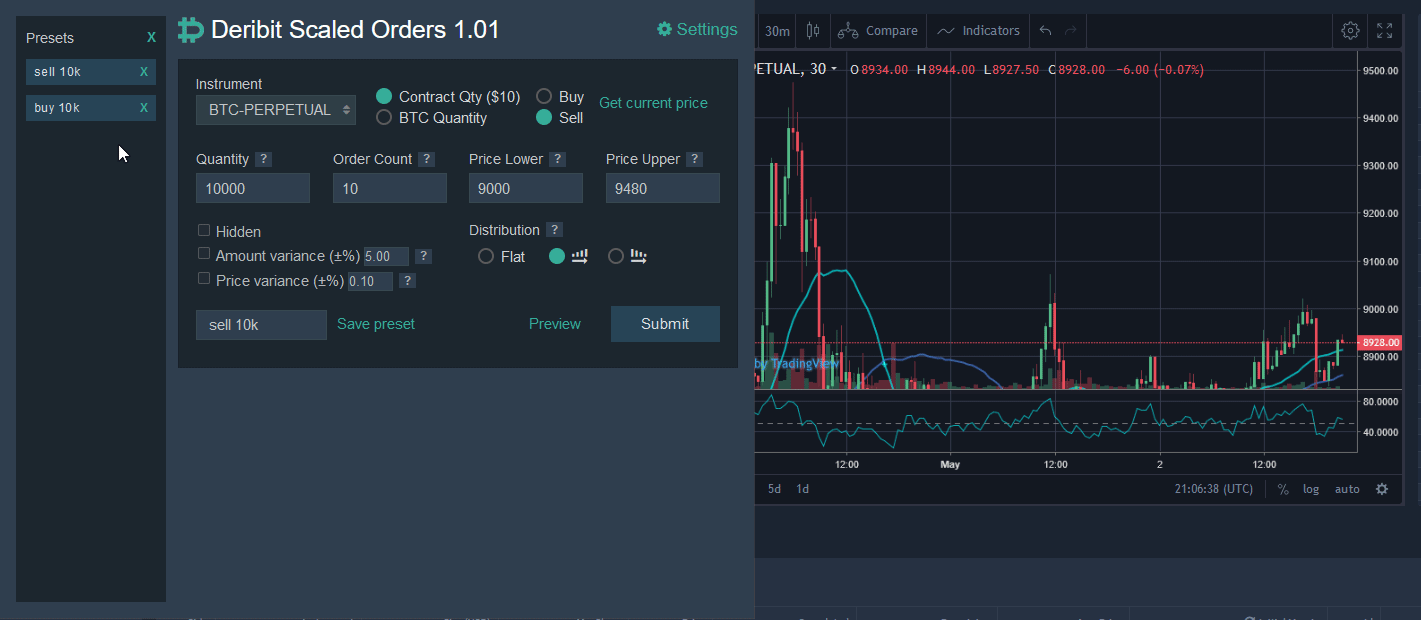 Presets X
sell 10k X
buy 10k X
Deribit Scaled Orders 1.01
Settings
Instrument
BTC-PERPETUAL
Contract Qty ($10)
BTC Quantity
Buy
Sell
Get current price
Quantity ? Order Count ? Price Lower ? Price Upper ?
10000 10 9000 9480
Hidden
Amount variance (±%) 5.00 ?
Price variance (±%) 0.10 ?
Distribution ?
Flat
sell 10k Save preset Preview Submit
30m Compare Indicators
PETUAL, 30 O 8934.00 H 8944.00 L 8927.50 C 8928.00 −6.00 (−0.07%)
9500.00
9400.00
9300.00
9200.00
9100.00
9000.00
8928.00
8900.00
by TradingView
80.0000
40.0000
12:00 May 12:00 2 12:00
5d 1d 21:06:38 (UTC) % log auto